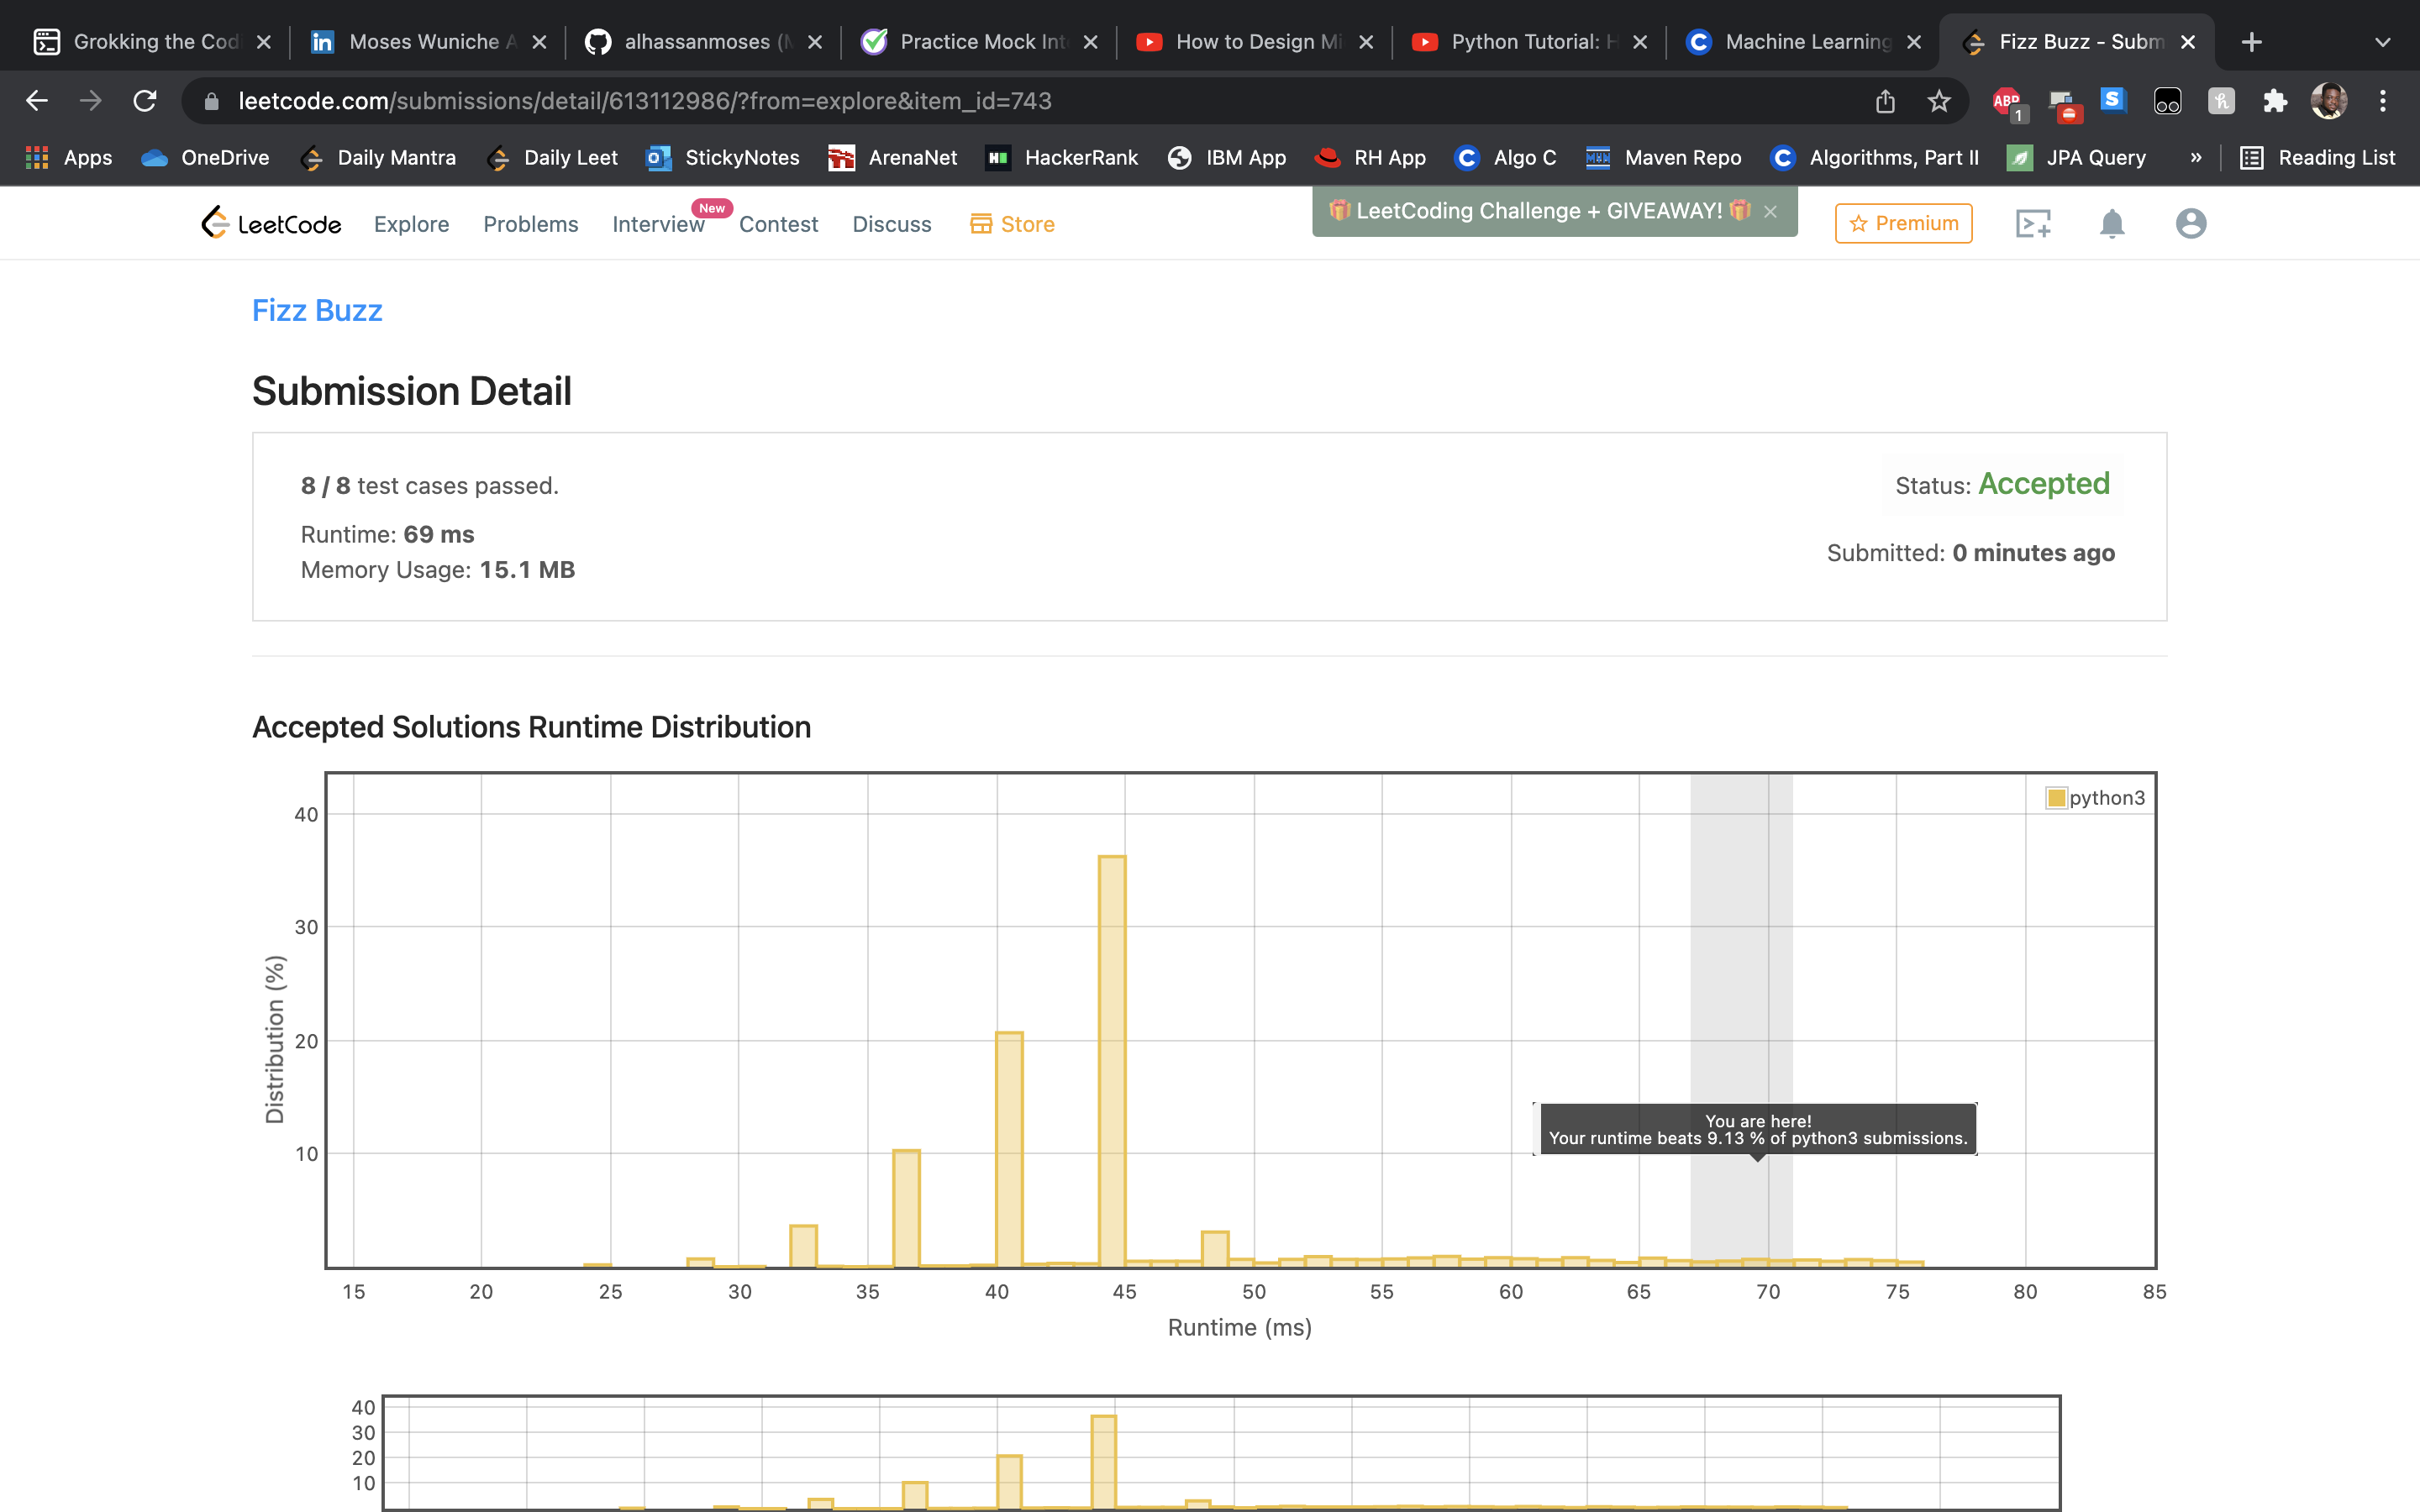 Grokking the Cod
Moses Wuniche A
alhassanmoses (M
Practice Mock Int
How to Design Mi
Python Tutorial: H
Machine Learning
Fizz Buzz - Subm
leetcode.com/submissions/detail/613112986/?from=explore&item_id=743
ABP
1
S
Apps
OneDrive
Daily Mantra
Daily Leet
StickyNotes
ArenaNet
HackerRank
IBM App
RH App
Algo C
Maven Repo
Algorithms, Part II
JPA Query
»
Reading List
LeetCode
Explore
Problems
Interview
New
Contest
Discuss
Store
🎁 LeetCoding Challenge + GIVEAWAY! 🎁
Premium
Fizz Buzz
Submission Detail
8 / 8 test cases passed.
Status: Accepted
Runtime: 69 ms
Submitted: 0 minutes ago
Memory Usage: 15.1 MB
Accepted Solutions Runtime Distribution
python3
40
30
20
10
Distribution (%)
You are here!
Your runtime beats 9.13 % of python3 submissions.
15 20 25 30 35 40 45 50 55 60 65 70 75 80 85
Runtime (ms)
40
30
20
10